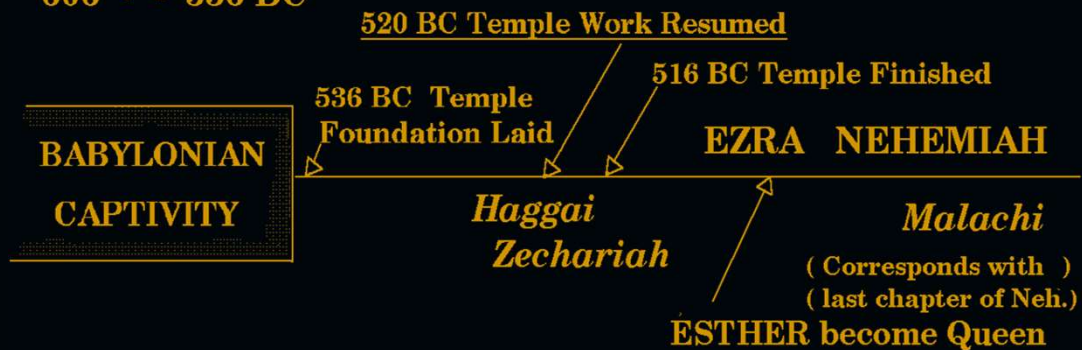 520 BC Temple Work Resumed
516 BC Temple Finished
536 BC Temple
Foundation Laid
EZRA NEHEMIAH
BABYLONIAN
CAPTIVITY
Haggai
Zechariah
Malachi
( Corresponds with )
( last chapter of Neh.)
ESTHER become Queen